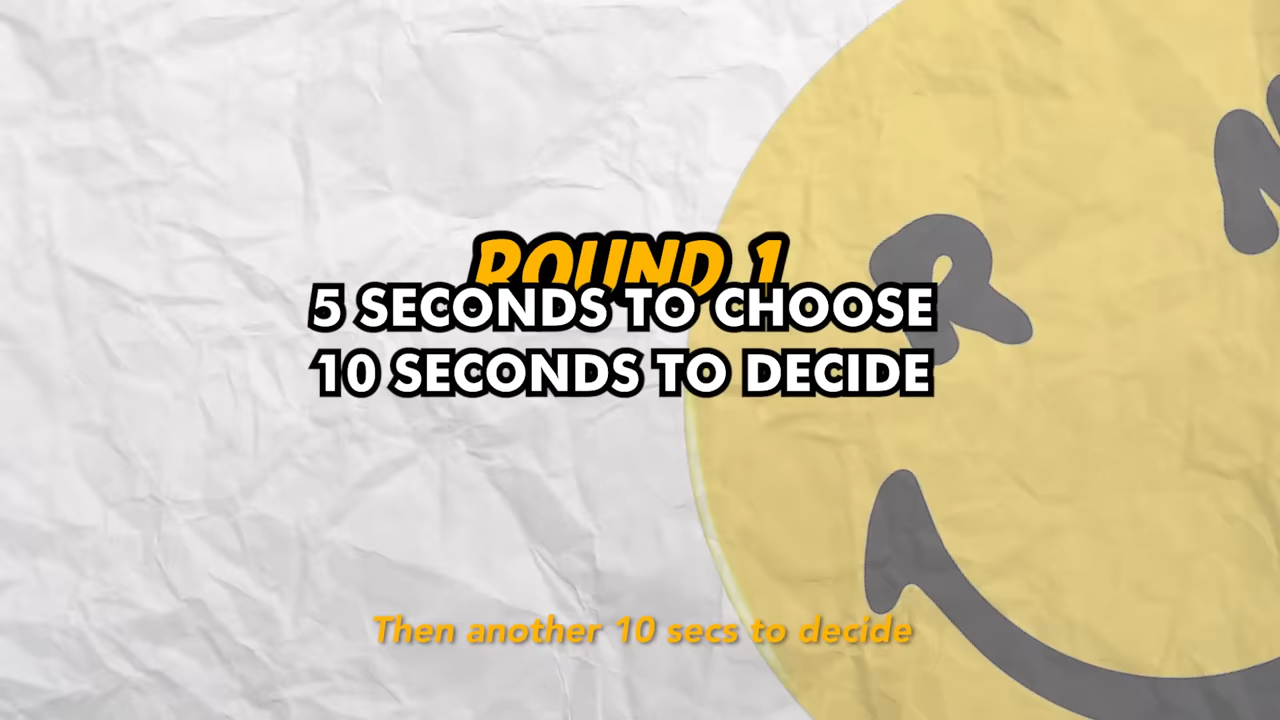 ROUND 1
5 SECONDS TO CHOOSE
10 SECONDS TO DECIDE
Then another 10 secs to decide